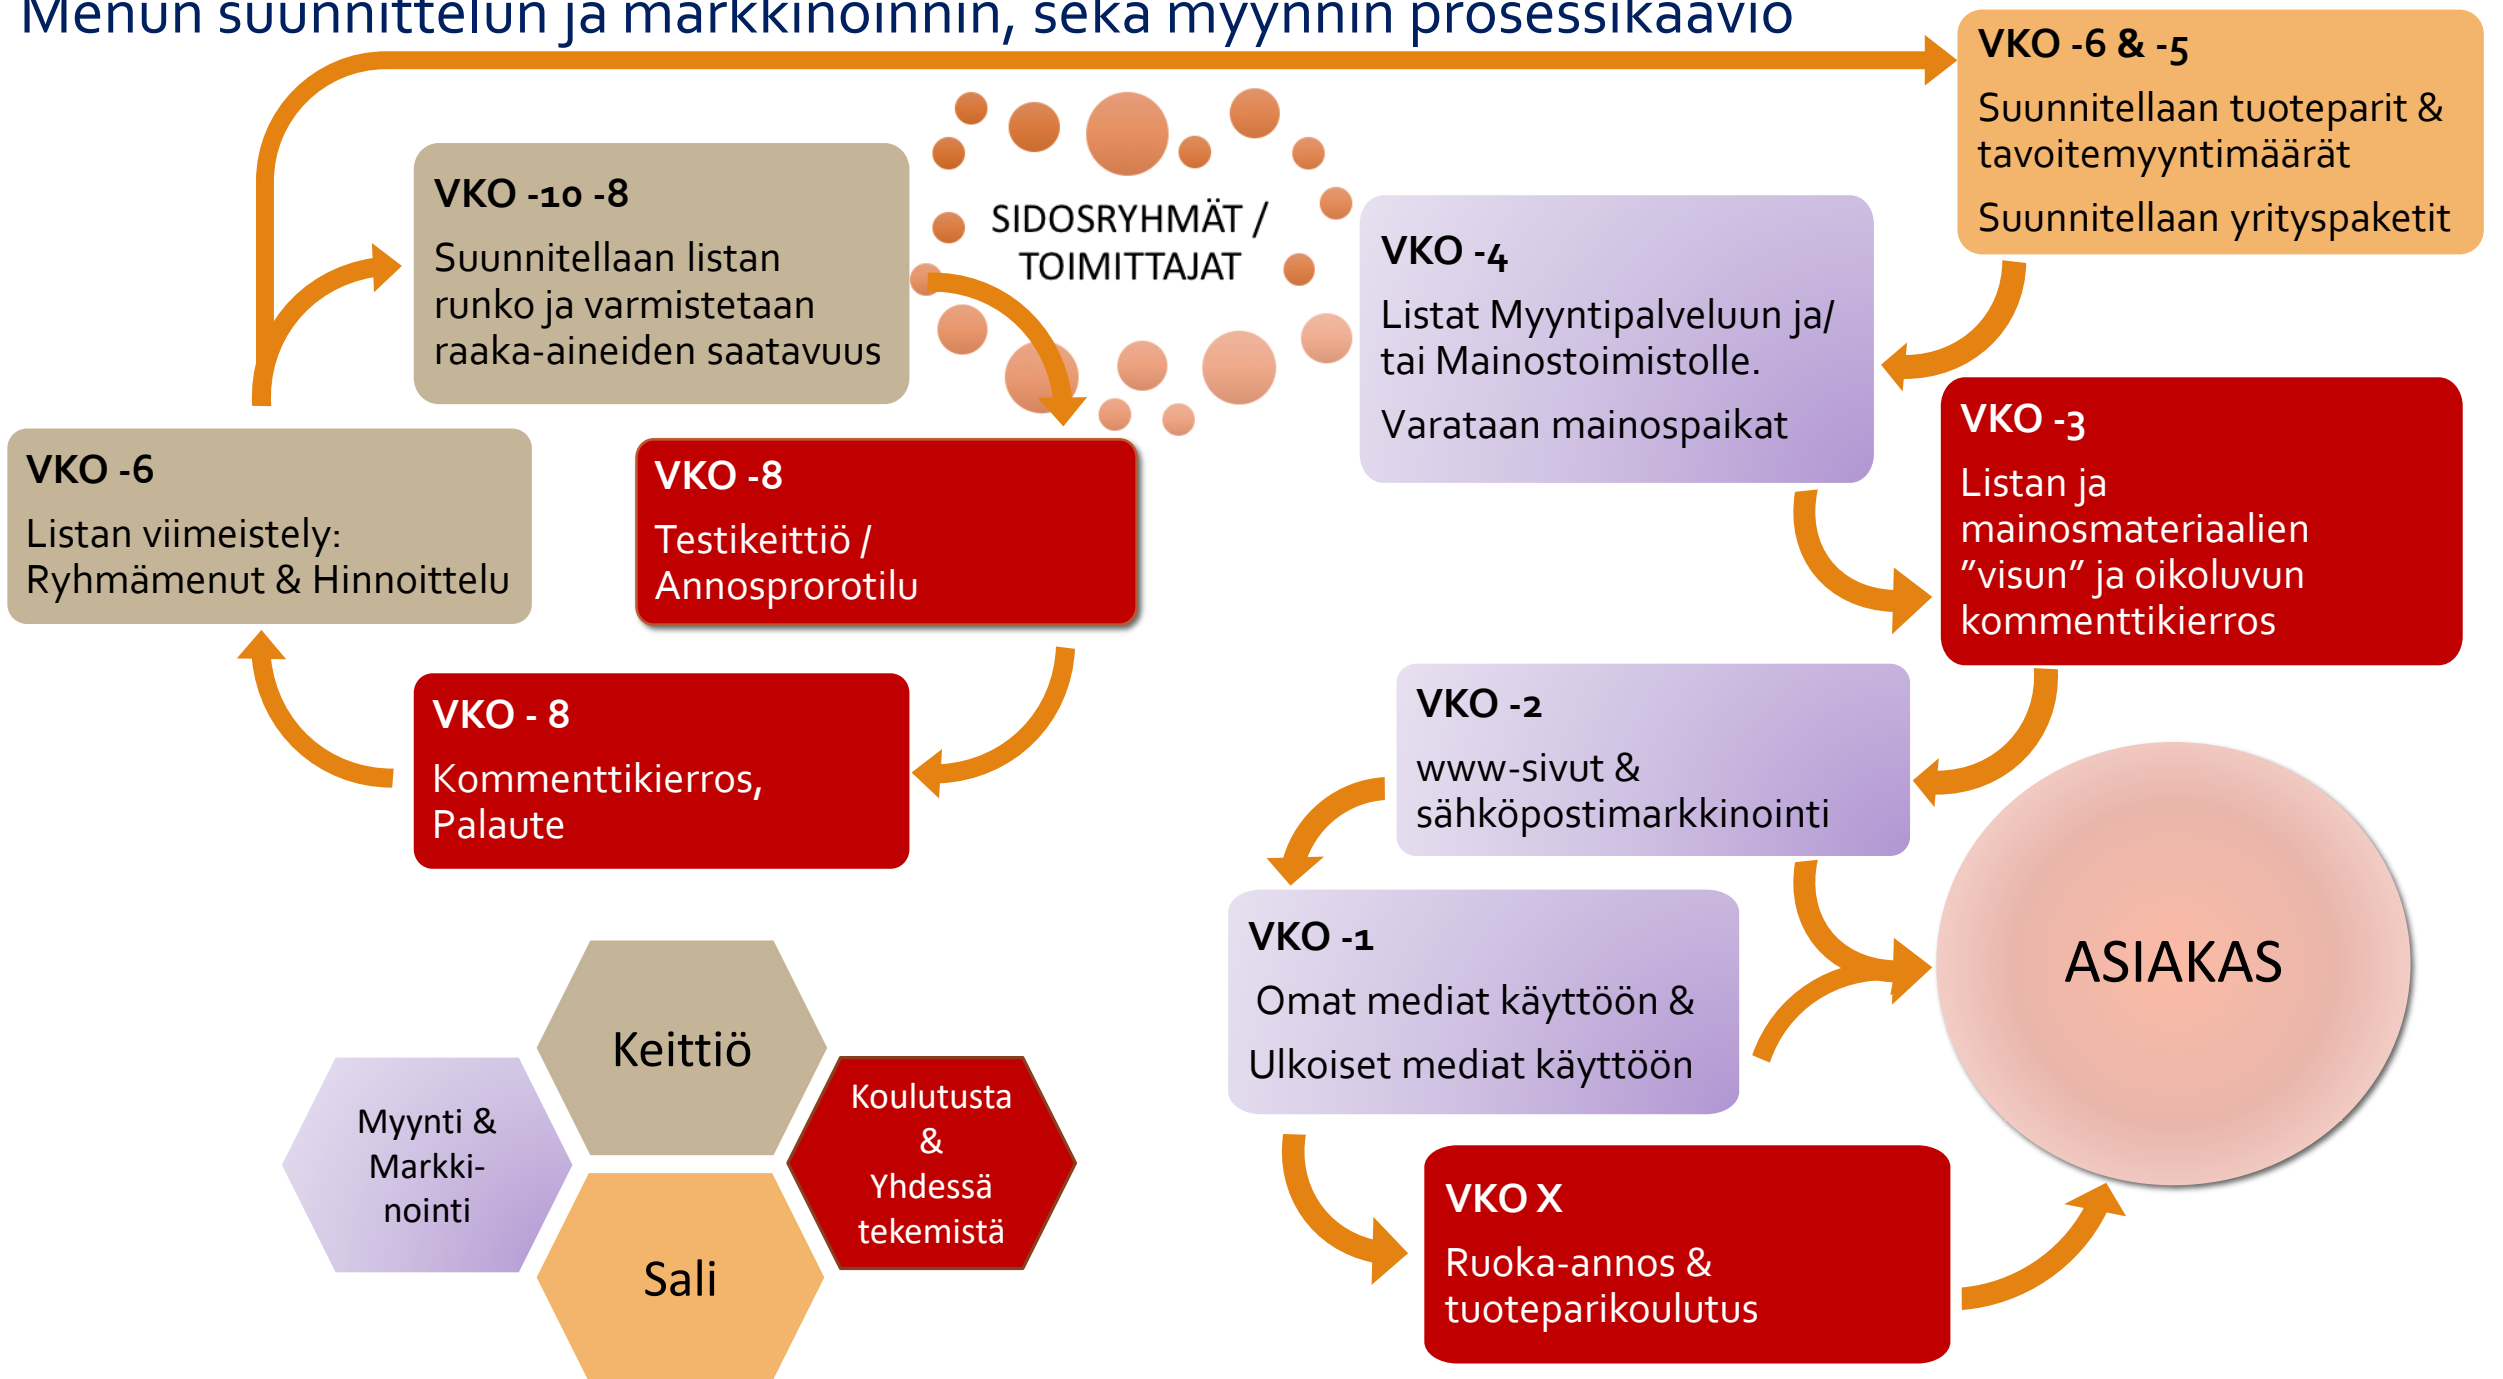 Menun suunnittelun ja markkinoinnin, sekä myynnin prosessikaavio
VKO -10 -8
Suunnitellaan listan
runko ja varmistetaan
raaka-aineiden saatavuus
SIDOSRYHMÄT /
TOIMITTAJAT
VKO -8
Testikeittiö /
Annosprorotilu
VKO - 8
Kommenttikierros,
Palaute
VKO -6
Listan viimeistely:
Ryhmämenut & Hinnoittelu
VKO -6 & -5
Suunnitellaan tuoteparit &
tavoitemyyntimäärät
Suunnitellaan yrityspaketit
VKO -4
Listat Myyntipalveluun ja/
tai Mainostoimistolle.
Varataan mainospaikat
VKO -3
Listan ja
mainosmateriaalien
”visun” ja oikoluvun
kommenttikierros
VKO -2
www-sivut &
sähköpostimarkkinointi
VKO -1
Omat mediat käyttöön &
Ulkoiset mediat käyttöön
VKO X
Ruoka-annos &
tuoteparikoulutus
ASIAKAS
Keittiö
Myynti &
Markki-
nointi
Koulutusta
&
Yhdessä
tekemistä
Sali